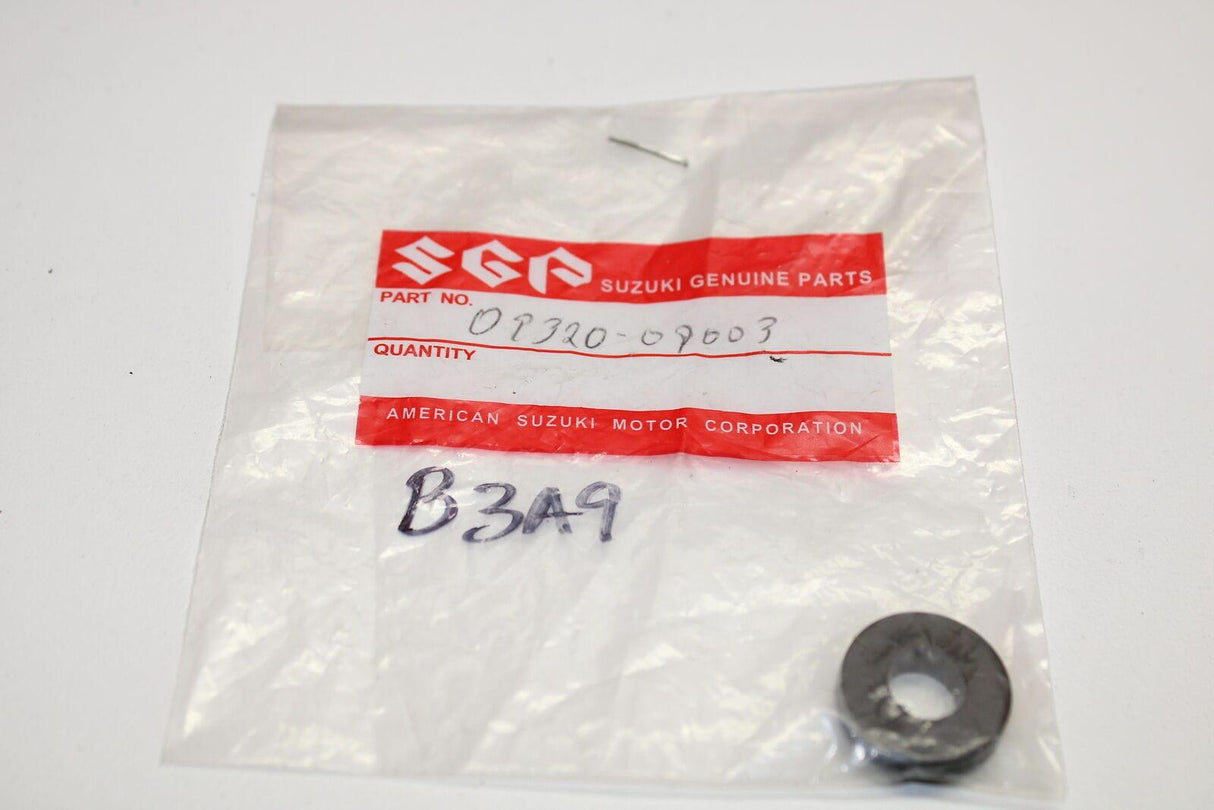 SGP SUZUKI GENUINE PARTS
PART NO. 09320-09003
QUANTITY
AMERICAN SUZUKI MOTOR CORPORATION
B3A9